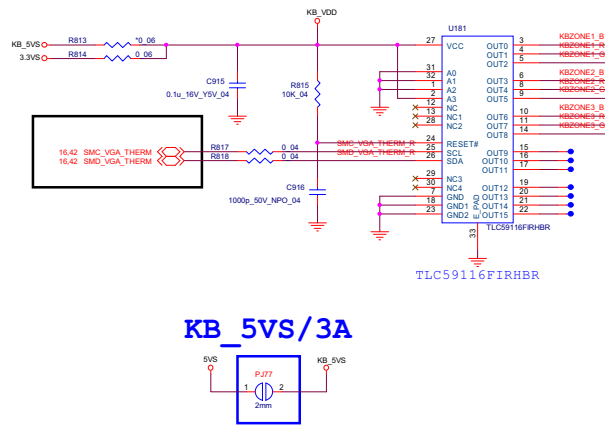 KB_VDD
KB_5VS
R813
*0_06
3.3VS
R814
0_06
C915
0.1u_16V_Y5V_04
R815
10K_04
U181
27
VCC
31
A0
32
A1
1
A2
2
A3
12
NC
13
NC1
28
NC2
24
RESET#
25
SCL
26
SDA
29
NC3
30
NC4
7
GND
18
GND1
23
GND2
E_PAD
33
OUT0
3
KBZONE1_B
OUT1
4
KBZONE1_R
OUT2
5
KBZONE1_G
OUT3
6
KBZONE2_B
OUT4
8
KBZONE2_R
OUT5
9
KBZONE2_G
OUT6
10
KBZONE3_B
OUT7
11
KBZONE3_R
OUT8
14
KBZONE3_G
OUT9
15
OUT10
16
OUT11
17
OUT12
19
OUT13
20
OUT14
21
OUT15
22
TLC59116FIRHBR
TLC59116FIRHBR
16,42 SMC_VGA_THERM
R817
0_04
SMC_VGA_THERM_R
16,42 SMD_VGA_THERM
R818
0_04
SMD_VGA_THERM_R
C916
1000p_50V_NPO_04
KB_5VS/3A
5VS
KB_5VS
PJ77
1
2
2mm